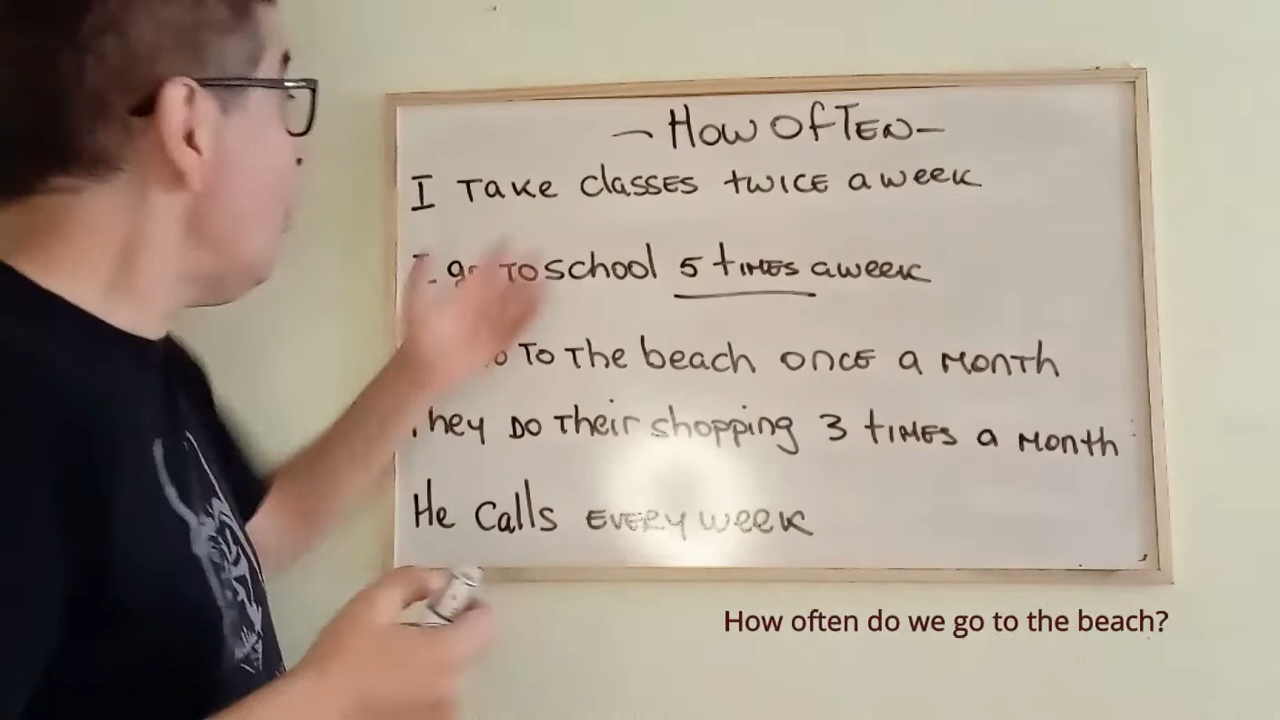 - How OfTEN -
I Take classes twice a week
I go To school 5 times a week
To The beach once a month
They Do Their shopping 3 times a month
He calls every week
How often do we go to the beach?